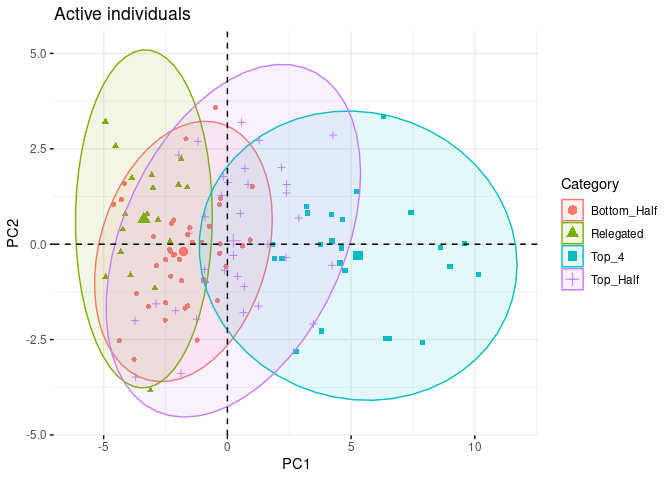 Active individuals
5.0
2.5
0.0
-2.5
-5.0
PC2
-5
0
5
10
PC1
Category
Bottom_Half
Relegated
Top_4
Top_Half